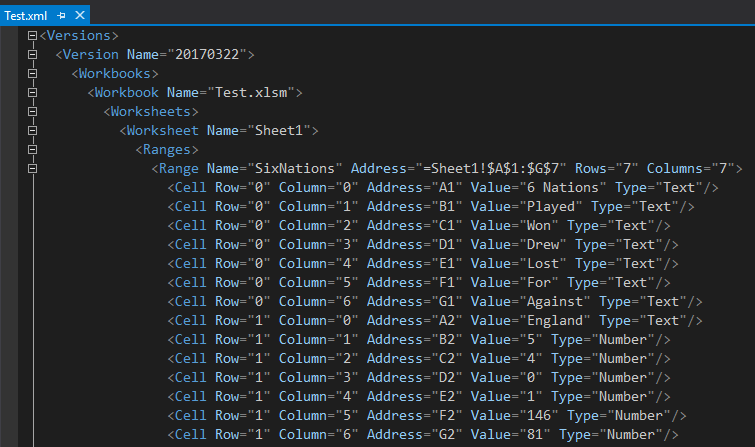 Test.xml
<Versions>
<Version Name="20170322">
<Workbooks>
<Workbook Name="Test.xlsm">
<Worksheets>
<Worksheet Name="Sheet1">
<Ranges>
<Range Name="SixNations" Address="=Sheet1!$A$1:$G$7" Rows="7" Columns="7">
<Cell Row="0" Column="0" Address="A1" Value="6 Nations" Type="Text"/>
<Cell Row="0" Column="1" Address="B1" Value="Played" Type="Text"/>
<Cell Row="0" Column="2" Address="C1" Value="Won" Type="Text"/>
<Cell Row="0" Column="3" Address="D1" Value="Drew" Type="Text"/>
<Cell Row="0" Column="4" Address="E1" Value="Lost" Type="Text"/>
<Cell Row="0" Column="5" Address="F1" Value="For" Type="Text"/>
<Cell Row="0" Column="6" Address="G1" Value="Against" Type="Text"/>
<Cell Row="1" Column="0" Address="A2" Value="England" Type="Text"/>
<Cell Row="1" Column="1" Address="B2" Value="5" Type="Number"/>
<Cell Row="1" Column="2" Address="C2" Value="4" Type="Number"/>
<Cell Row="1" Column="3" Address="D2" Value="0" Type="Number"/>
<Cell Row="1" Column="4" Address="E2" Value="1" Type="Number"/>
<Cell Row="1" Column="5" Address="F2" Value="146" Type="Number"/>
<Cell Row="1" Column="6" Address="G2" Value="81" Type="Number"/>